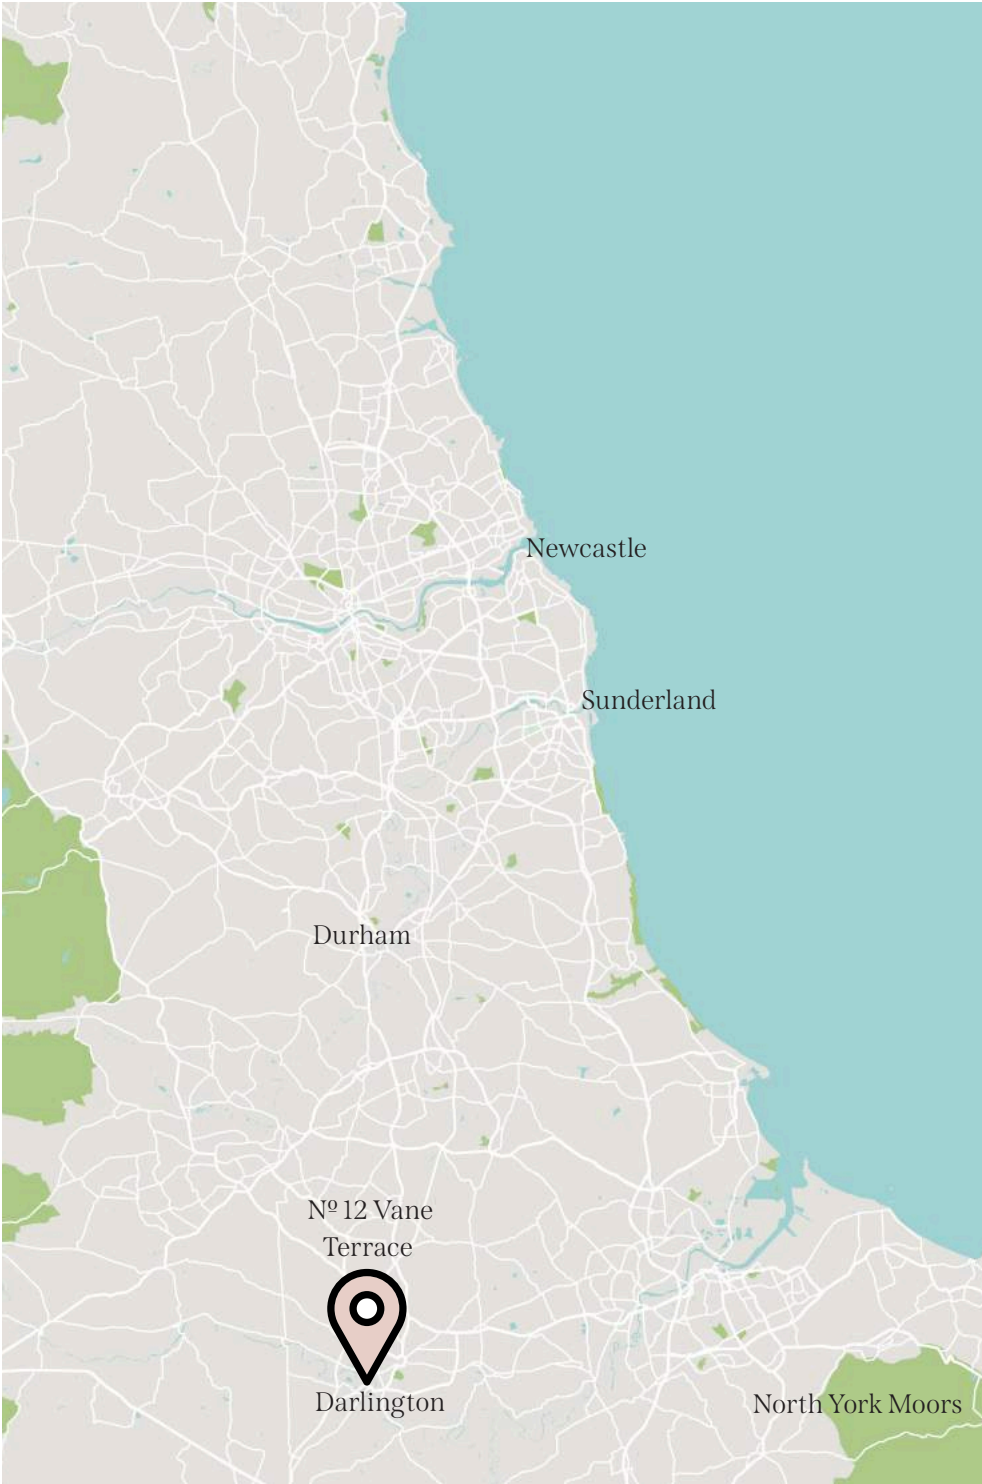 Newcastle
Sunderland
Durham
Nº 12 Vane
Terrace
Darlington
North York Moors